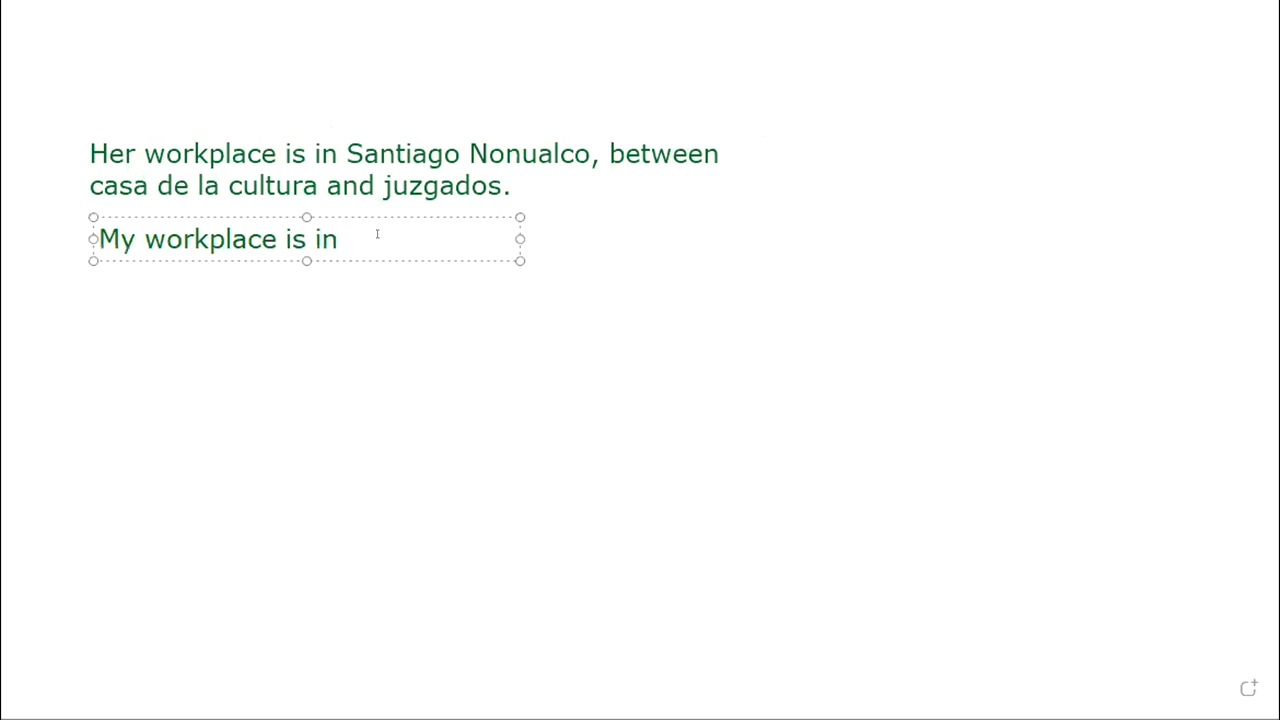 Her workplace is in Santiago Nonualco, between
casa de la cultura and juzgados.
My workplace is in